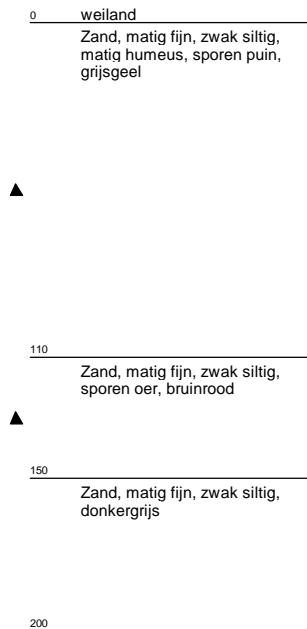 0 weiland
Zand, matig fijn, zwak siltig,
matig humeus, sporen puin,
grijsgeel
110
Zand, matig fijn, zwak siltig,
sporen oer, bruinrood
150
Zand, matig fijn, zwak siltig,
donkergrijs
200